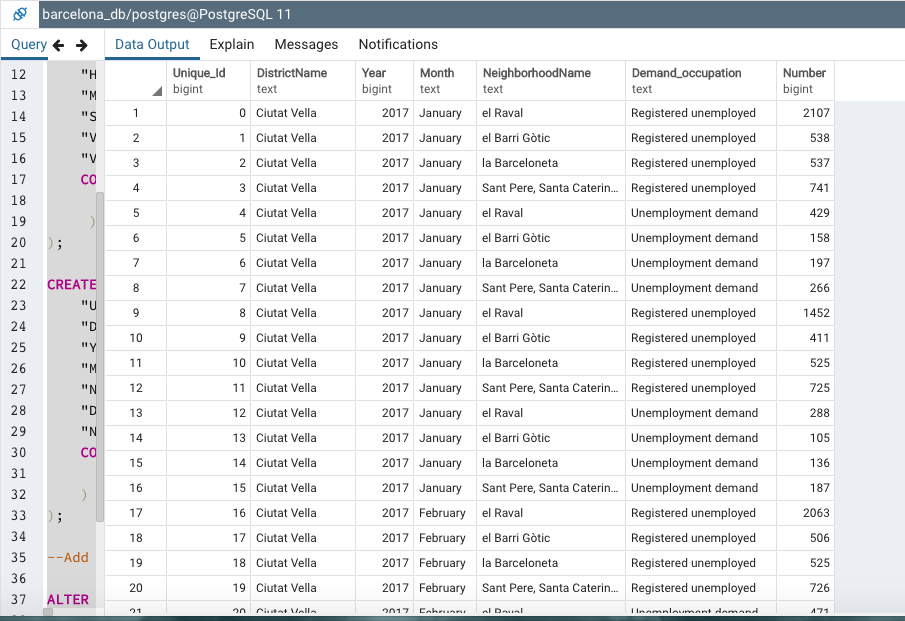 barcelona_db/postgres@PostgreSQL 11
Query Data Output Explain Messages Notifications
12 "H
13 "M
14 "S
15 "V
16 "V
17 CO
18
19 )
20 );
21
22 CREATE
23 "U
24 "D
25 "Y
26 "M
27 "N
28 "D
29 "N
30 CO
31
32 )
33 );
34
35 --Add
36
37 ALTER
Unique_Id DistrictName Year Month NeighborhoodName Demand_occupation Number
bigint text bigint text text text bigint
1 0 Ciutat Vella 2017 January el Raval Registered unemployed 2107
2 1 Ciutat Vella 2017 January el Barri Gòtic Registered unemployed 538
3 2 Ciutat Vella 2017 January la Barceloneta Registered unemployed 537
4 3 Ciutat Vella 2017 January Sant Pere, Santa Caterin... Registered unemployed 741
5 4 Ciutat Vella 2017 January el Raval Unemployment demand 429
6 5 Ciutat Vella 2017 January el Barri Gòtic Unemployment demand 158
7 6 Ciutat Vella 2017 January la Barceloneta Unemployment demand 197
8 7 Ciutat Vella 2017 January Sant Pere, Santa Caterin... Unemployment demand 266
9 8 Ciutat Vella 2017 January el Raval Registered unemployed 1452
10 9 Ciutat Vella 2017 January el Barri Gòtic Registered unemployed 411
11 10 Ciutat Vella 2017 January la Barceloneta Registered unemployed 525
12 11 Ciutat Vella 2017 January Sant Pere, Santa Caterin... Registered unemployed 725
13 12 Ciutat Vella 2017 January el Raval Unemployment demand 288
14 13 Ciutat Vella 2017 January el Barri Gòtic Unemployment demand 105
15 14 Ciutat Vella 2017 January la Barceloneta Unemployment demand 136
16 15 Ciutat Vella 2017 January Sant Pere, Santa Caterin... Unemployment demand 187
17 16 Ciutat Vella 2017 February el Raval Registered unemployed 2063
18 17 Ciutat Vella 2017 February el Barri Gòtic Registered unemployed 506
19 18 Ciutat Vella 2017 February la Barceloneta Registered unemployed 525
20 19 Ciutat Vella 2017 February Sant Pere, Santa Caterin... Registered unemployed 726
21 20 Ciutat Vella 2017 February el Raval Unemployment demand 471